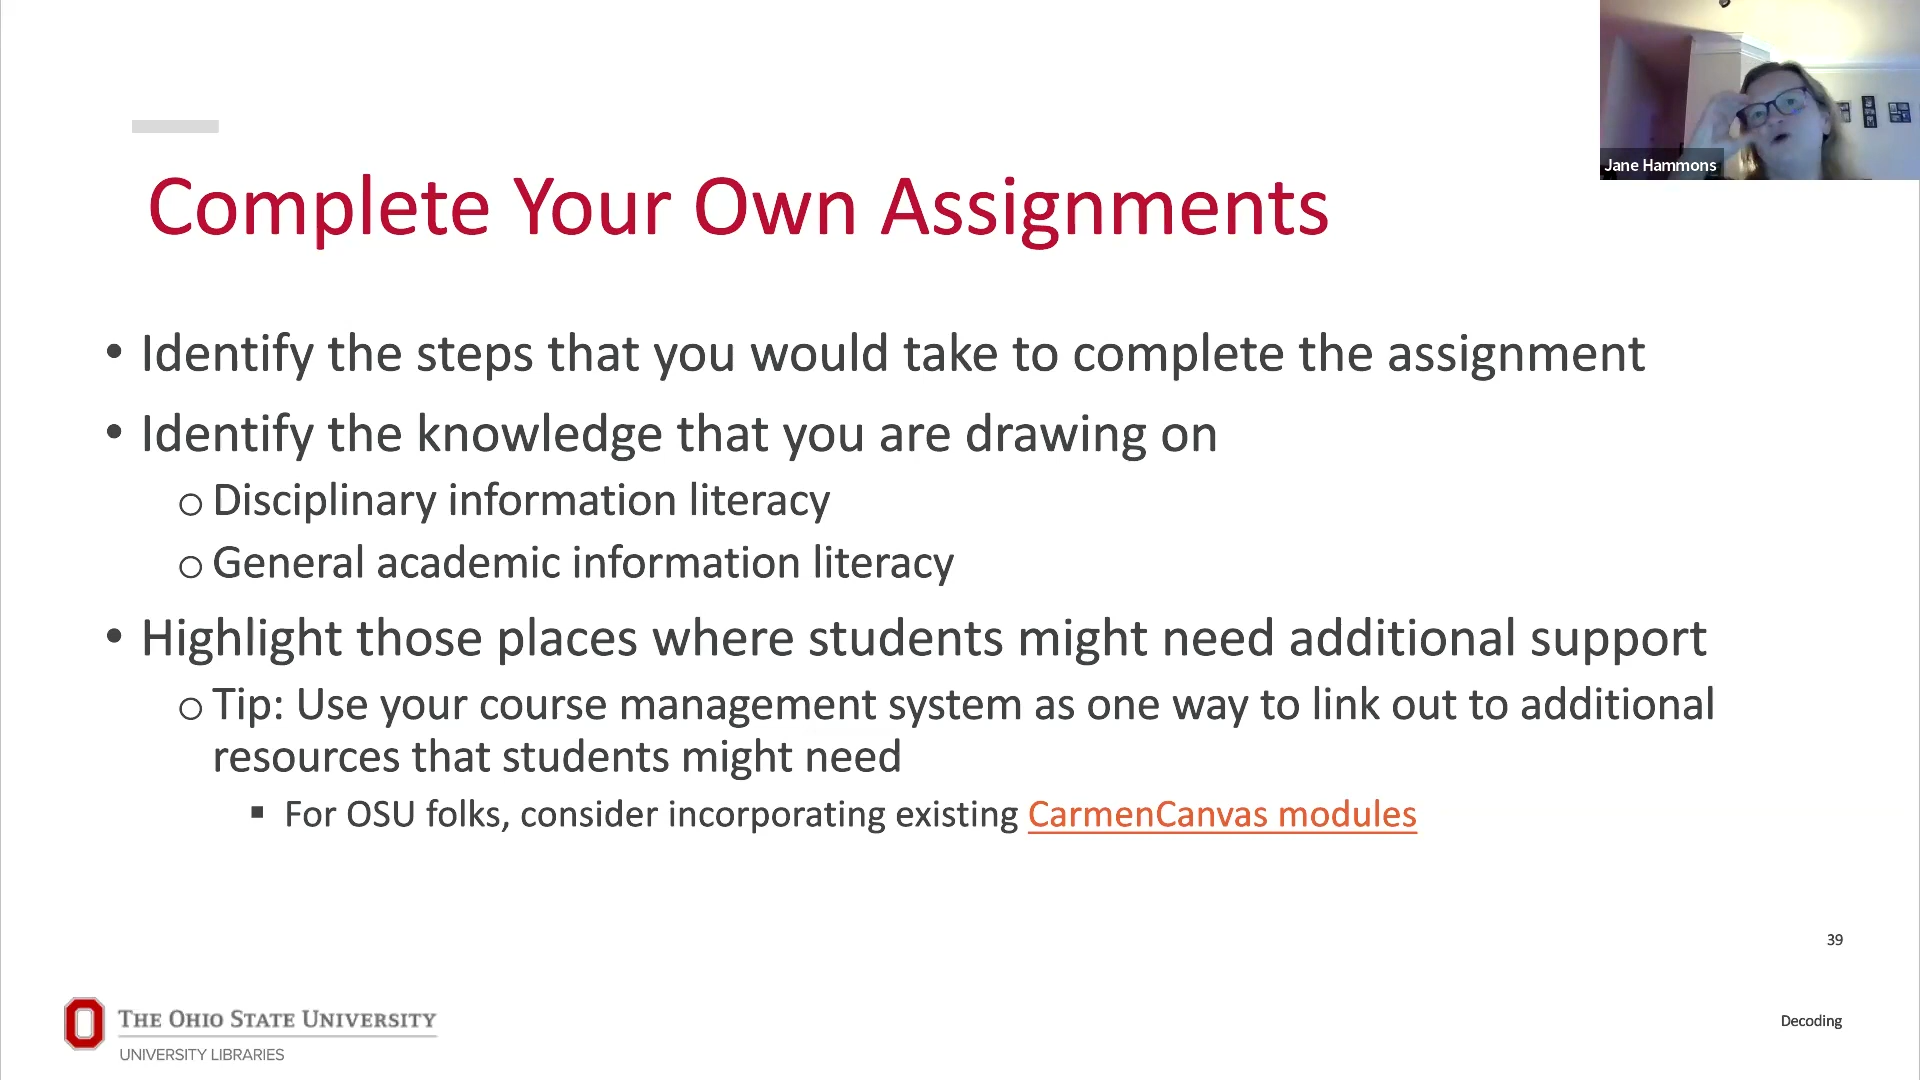 Jane Hammons
Complete Your Own Assignments
• Identify the steps that you would take to complete the assignment
• Identify the knowledge that you are drawing on
o Disciplinary information literacy
o General academic information literacy
• Highlight those places where students might need additional support
o Tip: Use your course management system as one way to link out to additional
resources that students might need
▪ For OSU folks, consider incorporating existing CarmenCanvas modules
39
THE OHIO STATE UNIVERSITY
UNIVERSITY LIBRARIES
Decoding